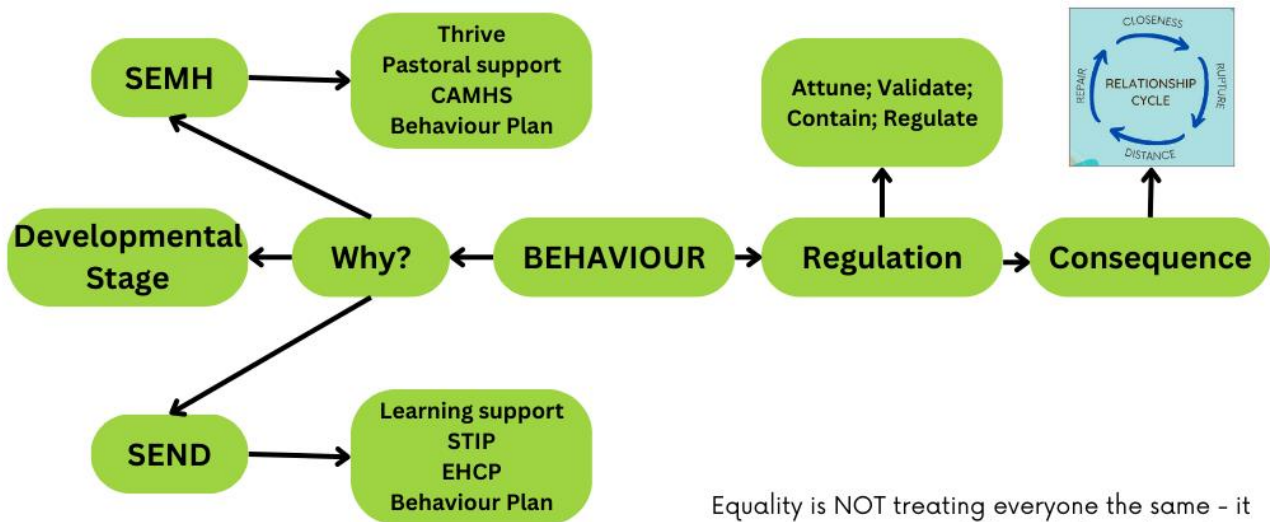 SEMH
Thrive
Pastoral support
CAMHS
Behaviour Plan
Attune; Validate;
Contain; Regulate
CLOSENESS
RUPTURE
DISTANCE
REPAIR
RELATIONSHIP
CYCLE
Developmental
Stage
Why?
BEHAVIOUR
Regulation
Consequence
SEND
Learning support
STIP
EHCP
Behaviour Plan
Equality is NOT treating everyone the same - it